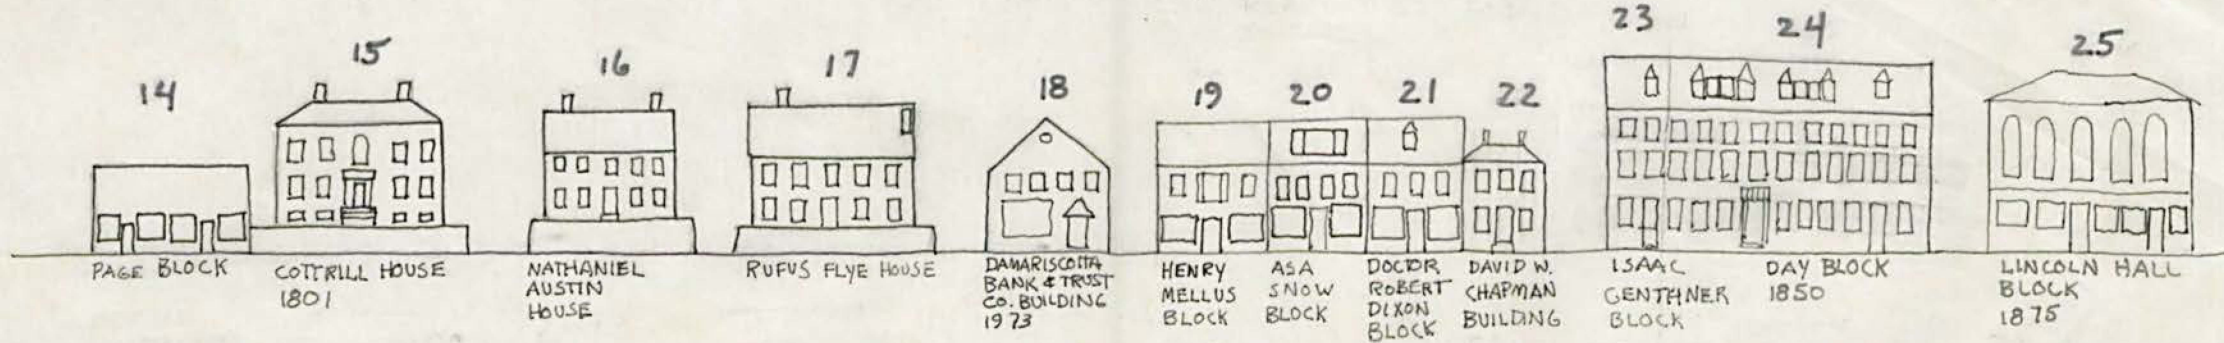 14
15
16
17
18
19
20
21
22
23
24
25
PAGE BLOCK
COTTRILL HOUSE
1801
NATHANIEL
AUSTIN
HOUSE
RUFUS FLYE HOUSE
DAMARISCOTTA
BANK & TRUST
CO. BUILDING
1973
HENRY
MELLUS
BLOCK
ASA
SNOW
BLOCK
DOCTOR
ROBERT
DIXON
BLOCK
DAVID W.
CHAPMAN
BUILDING
ISAAC
GENTHNER
BLOCK
DAY BLOCK
1850
LINCOLN HALL
BLOCK
1875